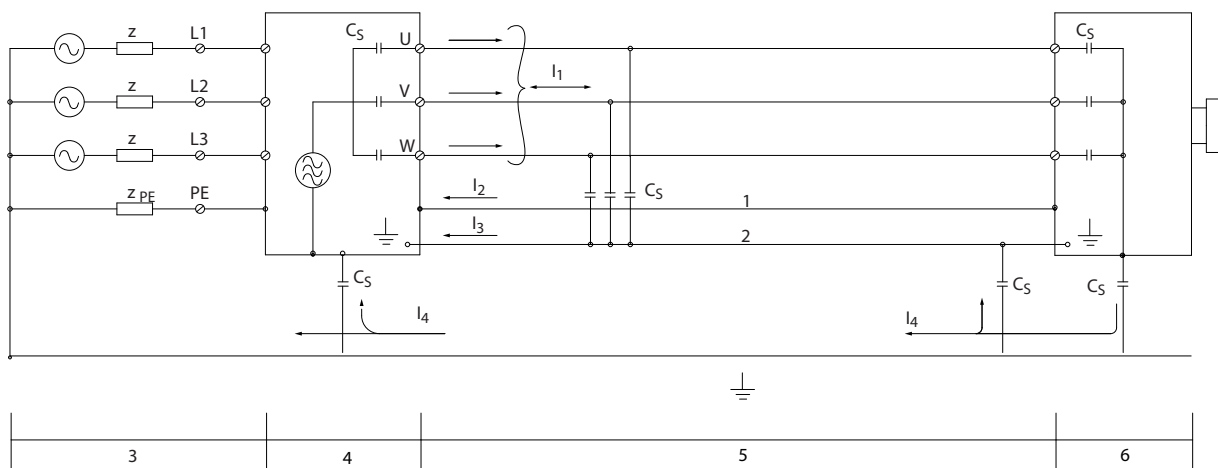 z L1 C_S U C_S
I_1
z L2 V
z L3 W
z_PE PE I_2 C_S 1
I_3 2
C_S C_S C_S
I_4 I_4
3 4 5 6